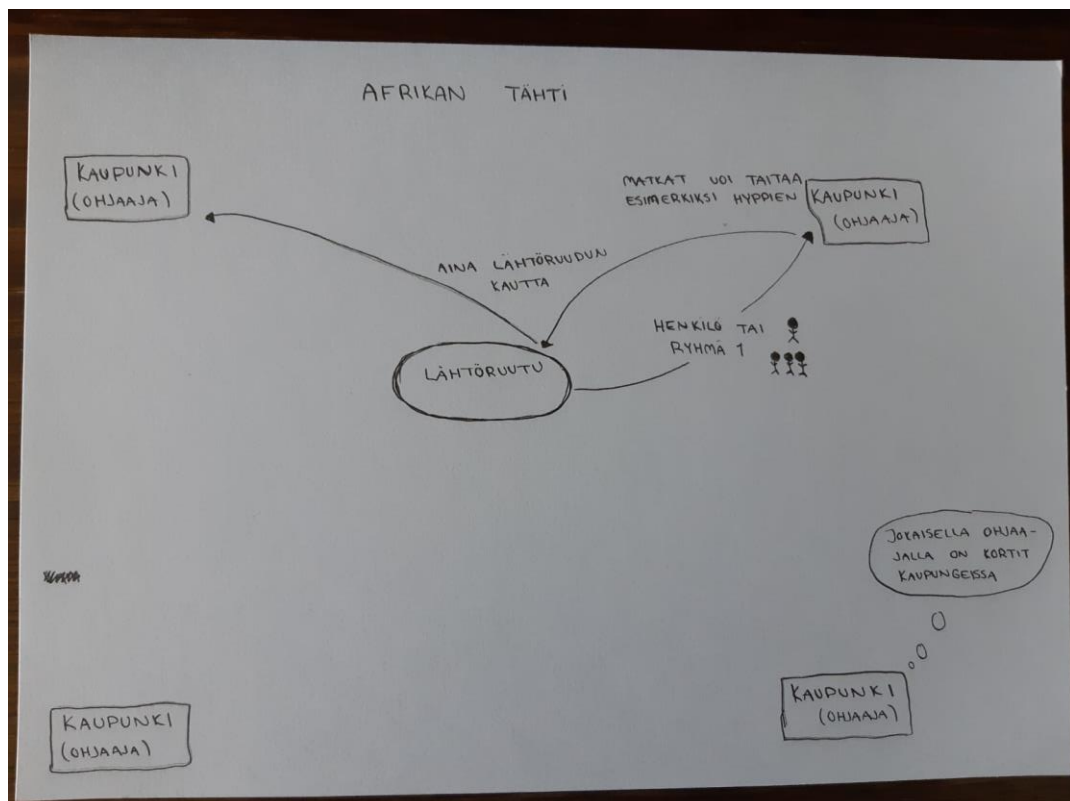 AFRIKAN TÄHTI
KAUPUNKI
(OHJAAJA)
MATKAT VOI TAITAA
ESIMERKIKSI HYPPIEN
KAUPUNKI
(OHJAAJA)
AINA LÄHTÖRUUDUN
KAUTTA
HENKILÖ TAI
RYHMÄ 1
LÄHTÖRUUTU
JOKAISELLA OHJAA-
JALLA ON KORTIT
KAUPUNGEISSA
KAUPUNKI
(OHJAAJA)
KAUPUNKI
(OHJAAJA)